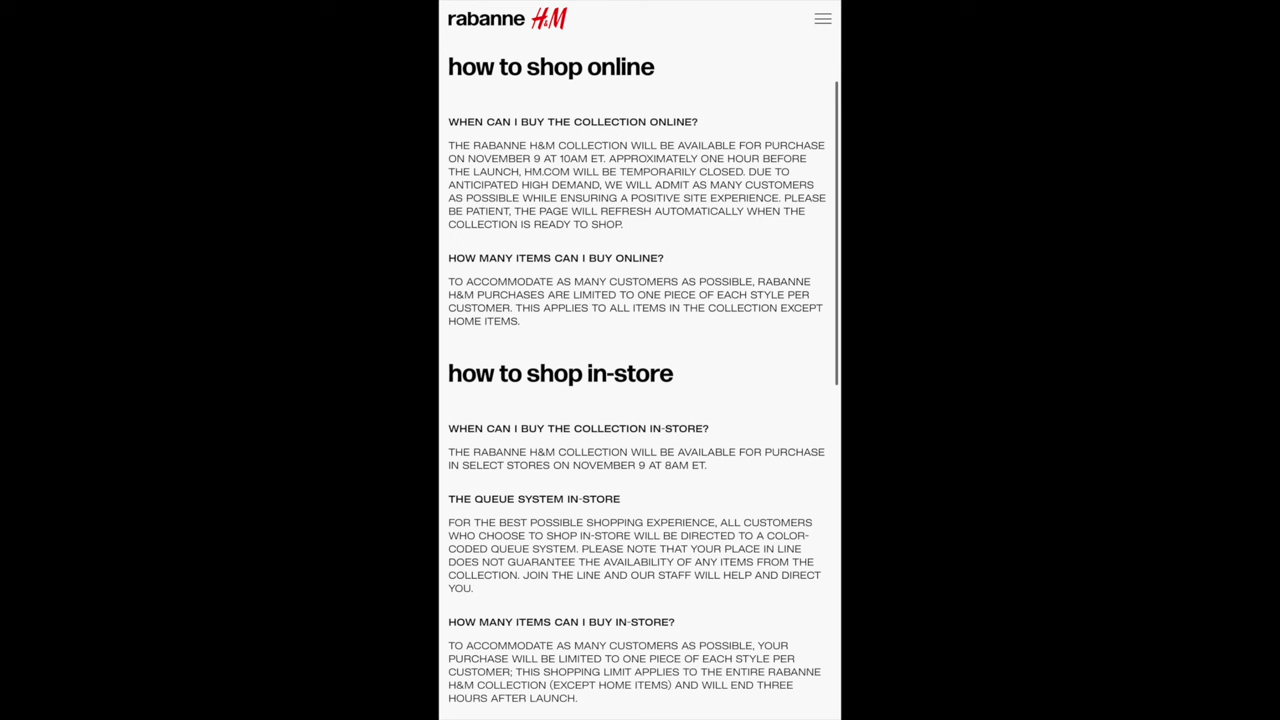 rabanne H&M
how to shop online
WHEN CAN I BUY THE COLLECTION ONLINE?
THE RABANNE H&M COLLECTION WILL BE AVAILABLE FOR PURCHASE
ON NOVEMBER 9 AT 10AM ET. APPROXIMATELY ONE HOUR BEFORE
THE LAUNCH, HM.COM WILL BE TEMPORARILY CLOSED. DUE TO
ANTICIPATED HIGH DEMAND, WE WILL ADMIT AS MANY CUSTOMERS
AS POSSIBLE WHILE ENSURING A POSITIVE SITE EXPERIENCE. PLEASE
BE PATIENT, THE PAGE WILL REFRESH AUTOMATICALLY WHEN THE
COLLECTION IS READY TO SHOP.
HOW MANY ITEMS CAN I BUY ONLINE?
TO ACCOMMODATE AS MANY CUSTOMERS AS POSSIBLE, RABANNE
H&M PURCHASES ARE LIMITED TO ONE PIECE OF EACH STYLE PER
CUSTOMER. THIS APPLIES TO ALL ITEMS IN THE COLLECTION EXCEPT
HOME ITEMS.
how to shop in-store
WHEN CAN I BUY THE COLLECTION IN-STORE?
THE RABANNE H&M COLLECTION WILL BE AVAILABLE FOR PURCHASE
IN SELECT STORES ON NOVEMBER 9 AT 8AM ET.
THE QUEUE SYSTEM IN-STORE
FOR THE BEST POSSIBLE SHOPPING EXPERIENCE, ALL CUSTOMERS
WHO CHOOSE TO SHOP IN-STORE WILL BE DIRECTED TO A COLOR-
CODED QUEUE SYSTEM. PLEASE NOTE THAT YOUR PLACE IN LINE
DOES NOT GUARANTEE THE AVAILABILITY OF ANY ITEMS FROM THE
COLLECTION. JOIN THE LINE AND OUR STAFF WILL HELP AND DIRECT
YOU.
HOW MANY ITEMS CAN I BUY IN-STORE?
TO ACCOMMODATE AS MANY CUSTOMERS AS POSSIBLE, YOUR
PURCHASE WILL BE LIMITED TO ONE PIECE OF EACH STYLE PER
CUSTOMER; THIS SHOPPING LIMIT APPLIES TO THE ENTIRE RABANNE
H&M COLLECTION (EXCEPT HOME ITEMS) AND WILL END THREE
HOURS AFTER LAUNCH.